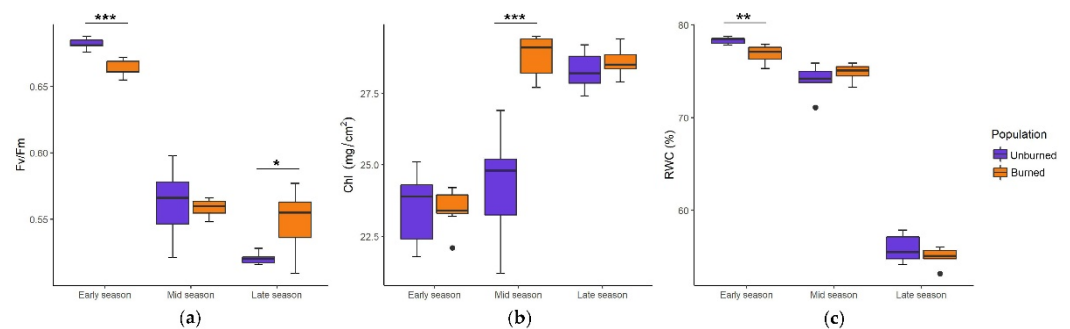 ***
0.65
0.60
0.55
Fv/Fm
*
Early season
Mid season
Late season
(a)
***
27.5
25.0
22.5
Chl (mg/cm²)
Early season
Mid season
Late season
(b)
**
80
70
60
RWC (%)
Early season
Mid season
Late season
(c)
Population
Unburned
Burned